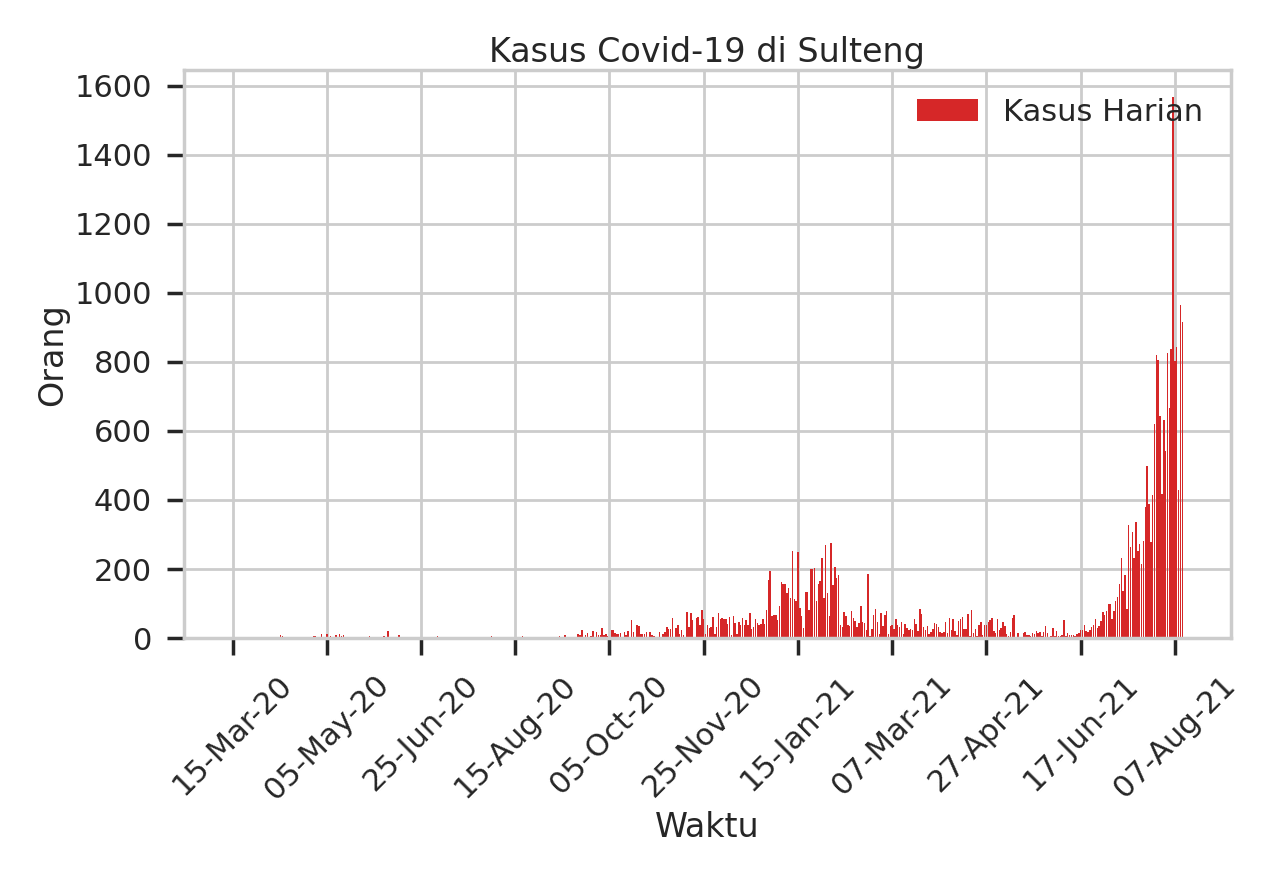 Kasus Covid-19 di Sulteng
1600
1400
1200
1000
800
600
400
200
0
Orang
Kasus Harian
15-Mar-20
05-May-20
25-Jun-20
15-Aug-20
05-Oct-20
25-Nov-20
15-Jan-21
07-Mar-21
27-Apr-21
17-Jun-21
07-Aug-21
Waktu